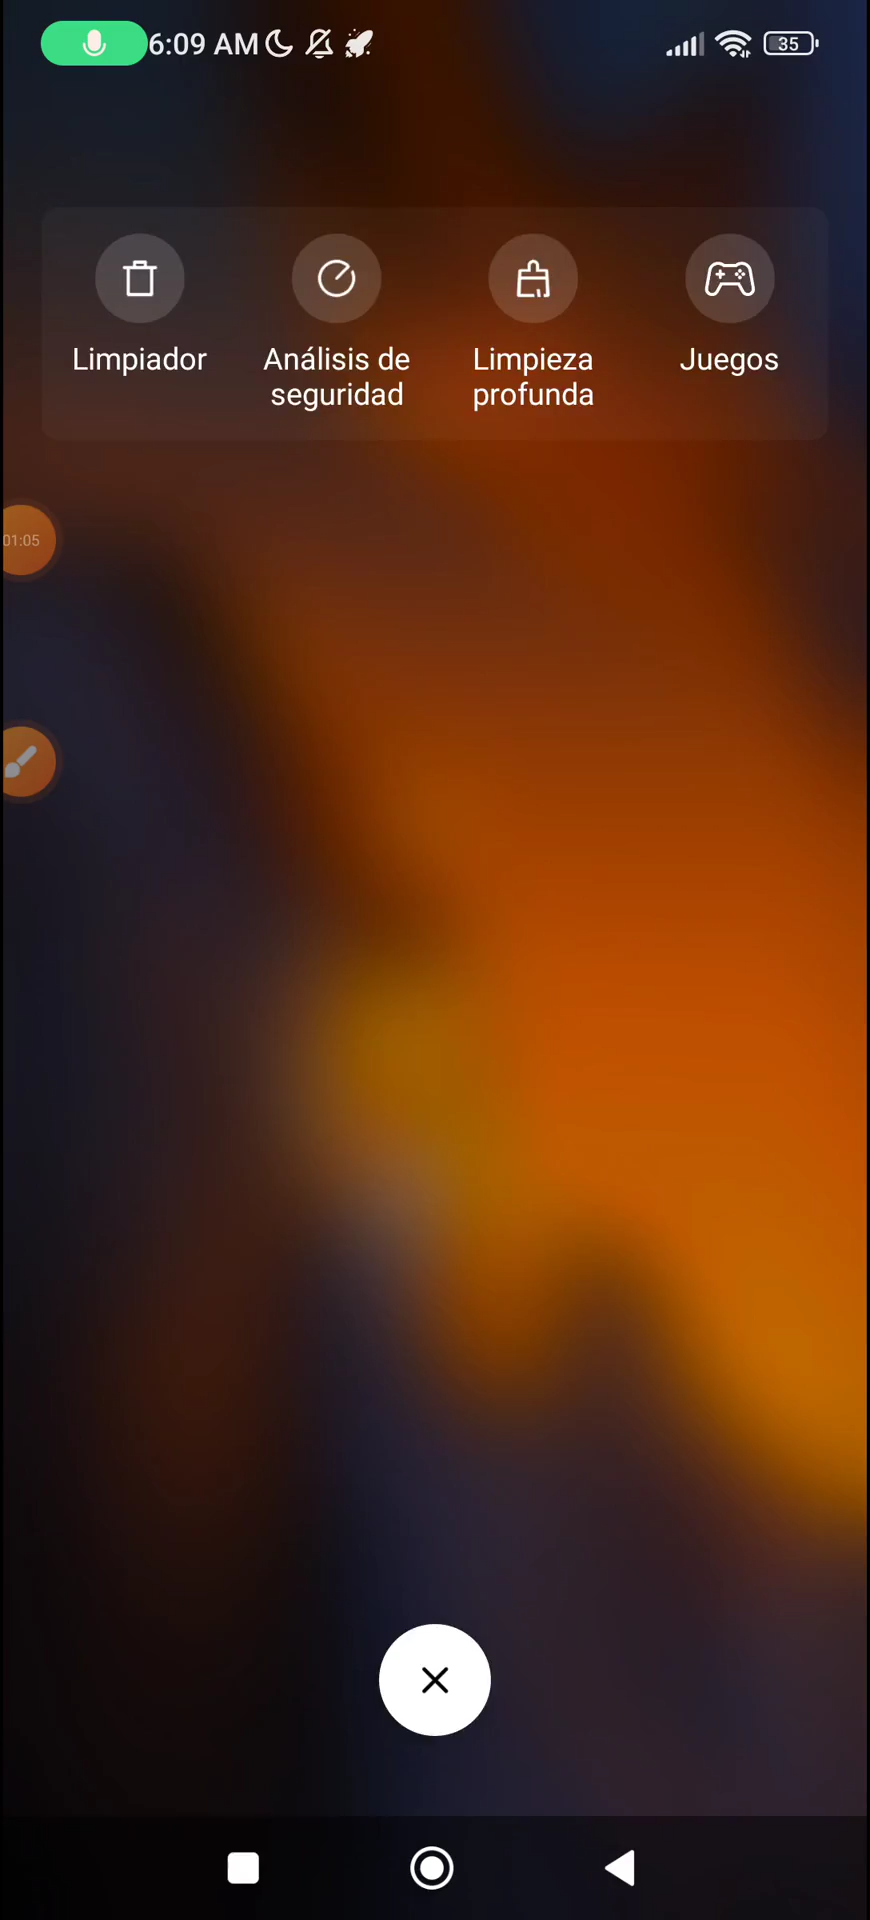 6:09 AM
35
Limpiador
Análisis de
seguridad
Limpieza
profunda
Juegos
01:05